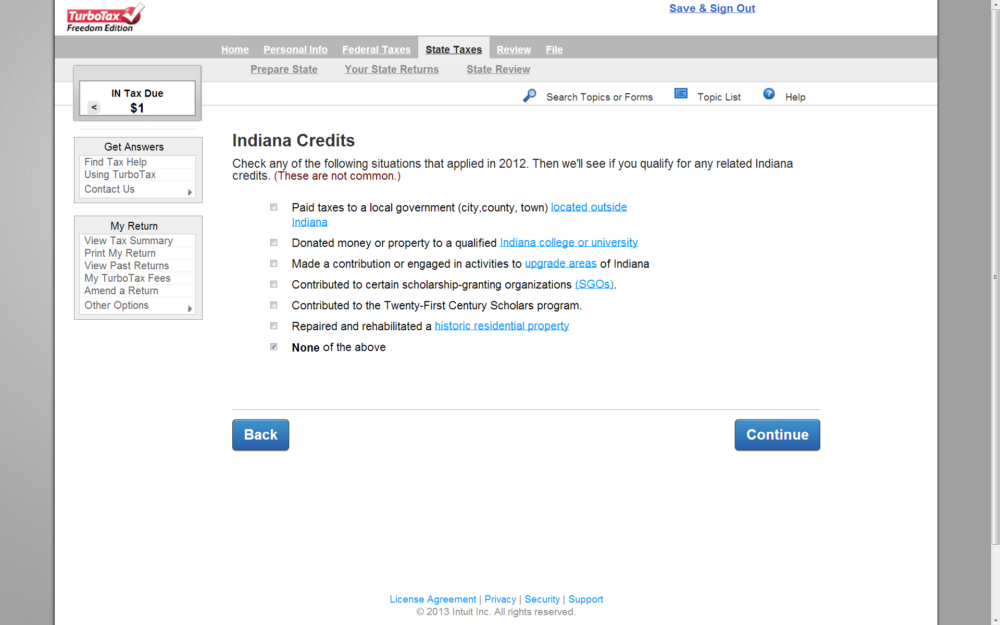 TurboTax
Freedom Edition
Save & Sign Out
Home Personal Info Federal Taxes State Taxes Review File
Prepare State Your State Returns State Review
IN Tax Due
< $1
Search Topics or Forms Topic List ? Help
Get Answers
Find Tax Help
Using TurboTax
Contact Us
My Return
View Tax Summary
Print My Return
View Past Returns
My TurboTax Fees
Amend a Return
Other Options
Indiana Credits
Check any of the following situations that applied in 2012. Then we'll see if you qualify for any related Indiana
credits. (These are not common.)
Paid taxes to a local government (city,county, town) located outside
Indiana
Donated money or property to a qualified Indiana college or university
Made a contribution or engaged in activities to upgrade areas of Indiana
Contributed to certain scholarship-granting organizations (SGOs).
Contributed to the Twenty-First Century Scholars program.
Repaired and rehabilitated a historic residential property
None of the above
Back Continue
License Agreement | Privacy | Security | Support
© 2013 Intuit Inc. All rights reserved.